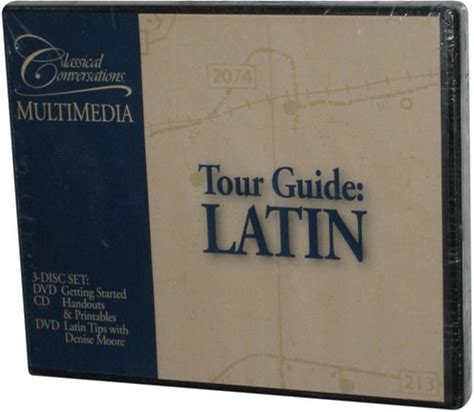 Classical
Conversations
MULTIMEDIA
3-DISC SET:
DVD Getting Started
CD Handouts
& Printables
DVD Latin Tips with
Denise Moore
2074
Tour Guide:
LATIN
213